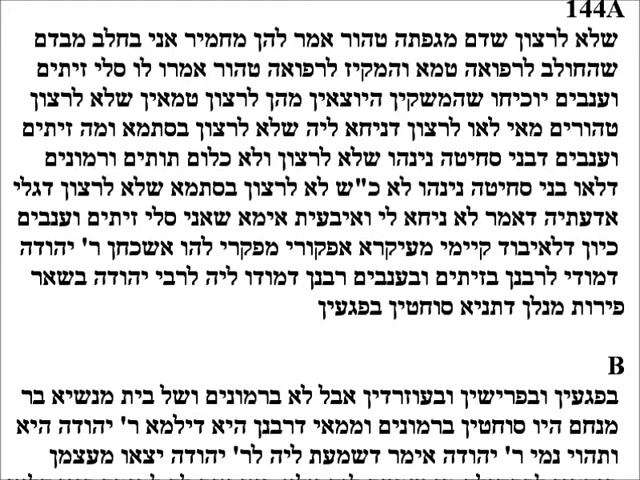 144A
שלא לרצון שדם מגפתה טהור אמר להן מחמיר אני בחלב מבדם
שהחולב לרפואה טמא והמקיז לרפואה טהור אמרו לו סלי זיתים
וענבים יוכיחו שהמשקין היוצאין מהן לרצון טמאין שלא לרצון
טהורים מאי לאו לרצון דניחא ליה שלא לרצון בסתמא ומה זיתים
וענבים דבני סחיטה נינהו שלא לרצון ולא כלום תותים ורמונים
דלאו בני סחיטה נינהו לא כ"ש לא לרצון בסתמא שלא לרצון דגלי
אדעתיה דאמר לא ניחא לי ואיבעית אימא שאני סלי זיתים וענבים
כיון דלאיבוד קיימי מעיקרא אפקורי מפקרי להו אשכחן ר' יהודה
דמודי לרבנן בזיתים ובענבים רבנן דמודו ליה לרבי יהודה בשאר
פירות מנלן דתניא סוחטין בפגעין
B
בפגעין ובפרישין ובעוזרדין אבל לא ברמונים ושל בית מנשיא בר
מנחם היו סוחטין ברמונים וממאי דרבנן היא דילמא ר' יהודה היא
ותהוי נמי ר' יהודה אימר דשמעת ליה לר' יהודה יצאו מעצמן